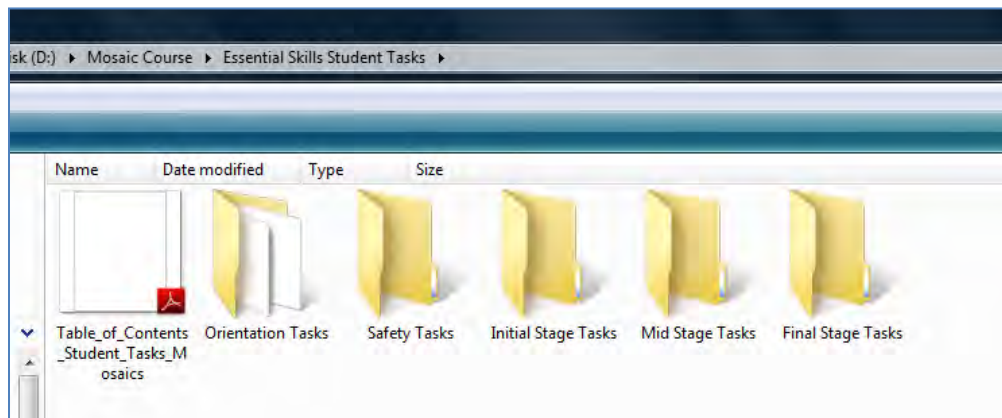 isk (D:) ▸ Mosaic Course ▸ Essential Skills Student Tasks ▸
Name Date modified Type Size
Table_of_Contents
_Student_Tasks_M
osaics
Orientation Tasks
Safety Tasks
Initial Stage Tasks
Mid Stage Tasks
Final Stage Tasks